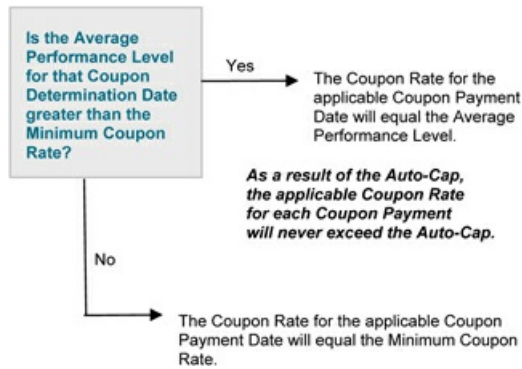 Is the Average
Performance Level
for that Coupon
Determination Date
greater than the
Minimum Coupon
Rate?
Yes
The Coupon Rate for the
applicable Coupon Payment
Date will equal the Average
Performance Level.
As a result of the Auto-Cap,
the applicable Coupon Rate
for each Coupon Payment
will never exceed the Auto-Cap.
No
The Coupon Rate for the applicable Coupon
Payment Date will equal the Minimum Coupon
Rate.